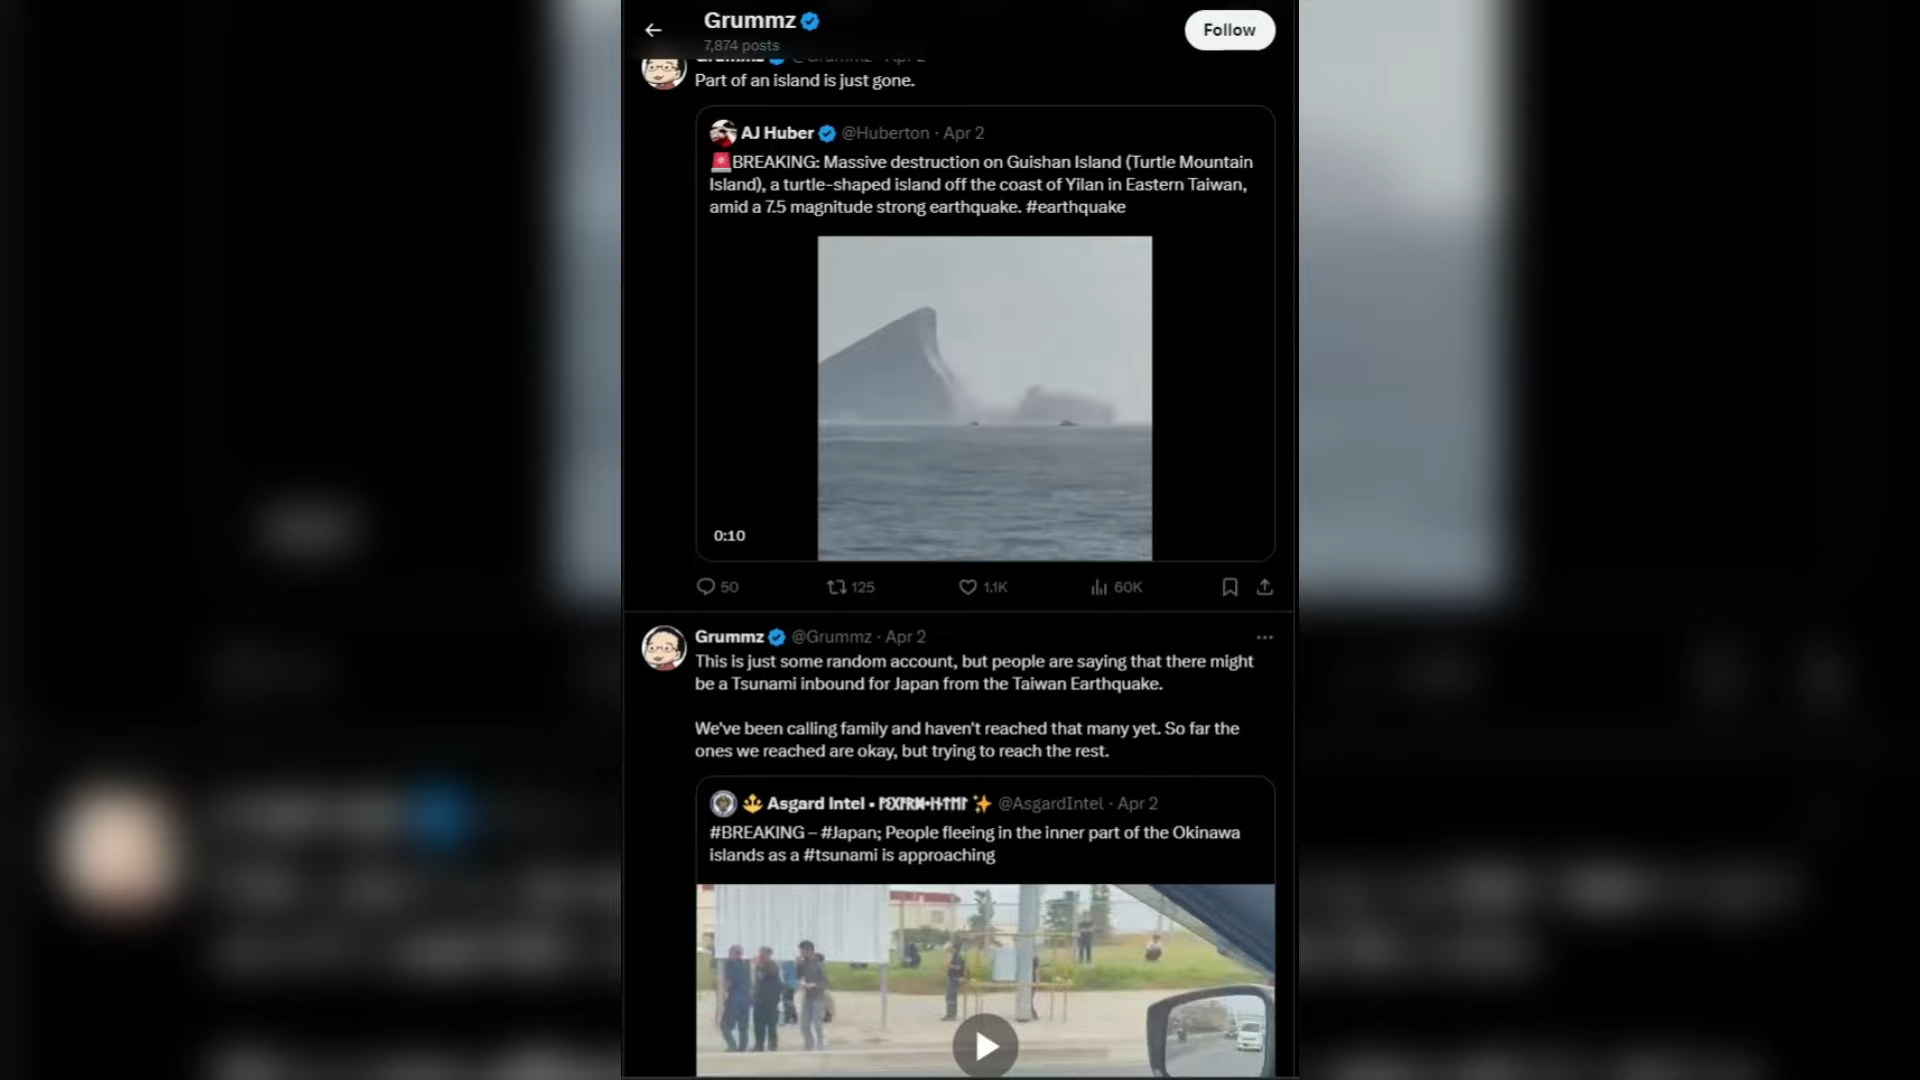 Grummz
7,874 posts
Follow
Grummz @Grummz · Apr 2
Part of an island is just gone.
AJ Huber @Huberton · Apr 2
🚨BREAKING: Massive destruction on Guishan Island (Turtle Mountain
Island), a turtle-shaped island off the coast of Yilan in Eastern Taiwan,
amid a 7.5 magnitude strong earthquake. #earthquake
0:10
50 125 1.1K 60K
Grummz @Grummz · Apr 2
This is just some random account, but people are saying that there might
be a Tsunami inbound for Japan from the Taiwan Earthquake.
We've been calling family and haven't reached that many yet. So far the
ones we reached are okay, but trying to reach the rest.
Asgard Intel • @AsgardIntel · Apr 2
#BREAKING – #Japan; People fleeing in the inner part of the Okinawa
islands as a #tsunami is approaching